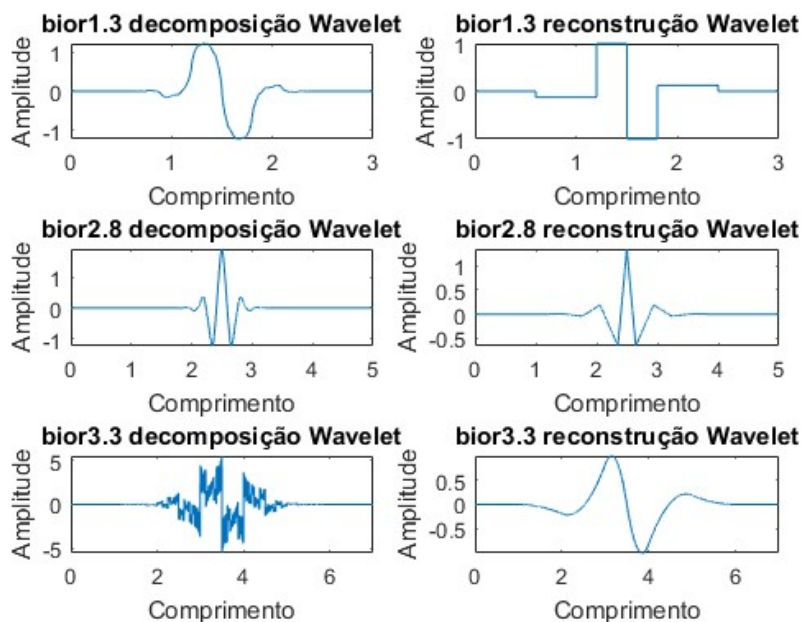 bior1.3 decomposição Wavelet
Amplitude
1
0
-1
0 1 2 3
Comprimento
bior1.3 reconstrução Wavelet
Amplitude
1
0
-1
0 1 2 3
Comprimento
bior2.8 decomposição Wavelet
Amplitude
1
0
-1
0 1 2 3 4 5
Comprimento
bior2.8 reconstrução Wavelet
Amplitude
1
0.5
0
-0.5
0 1 2 3 4 5
Comprimento
bior3.3 decomposição Wavelet
Amplitude
5
0
-5
0 2 4 6
Comprimento
bior3.3 reconstrução Wavelet
Amplitude
0.5
0
-0.5
0 2 4 6
Comprimento